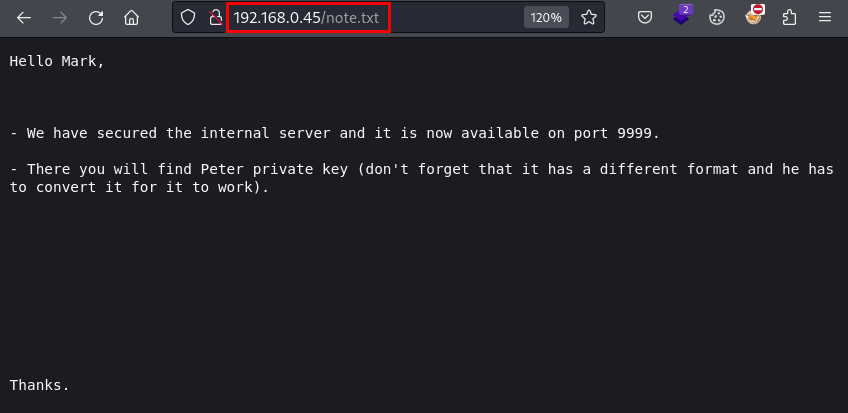 192.168.0.45/note.txt
120%
2
Hello Mark,
- We have secured the internal server and it is now available on port 9999.
- There you will find Peter private key (don't forget that it has a different format and he has
to convert it for it to work).
Thanks.